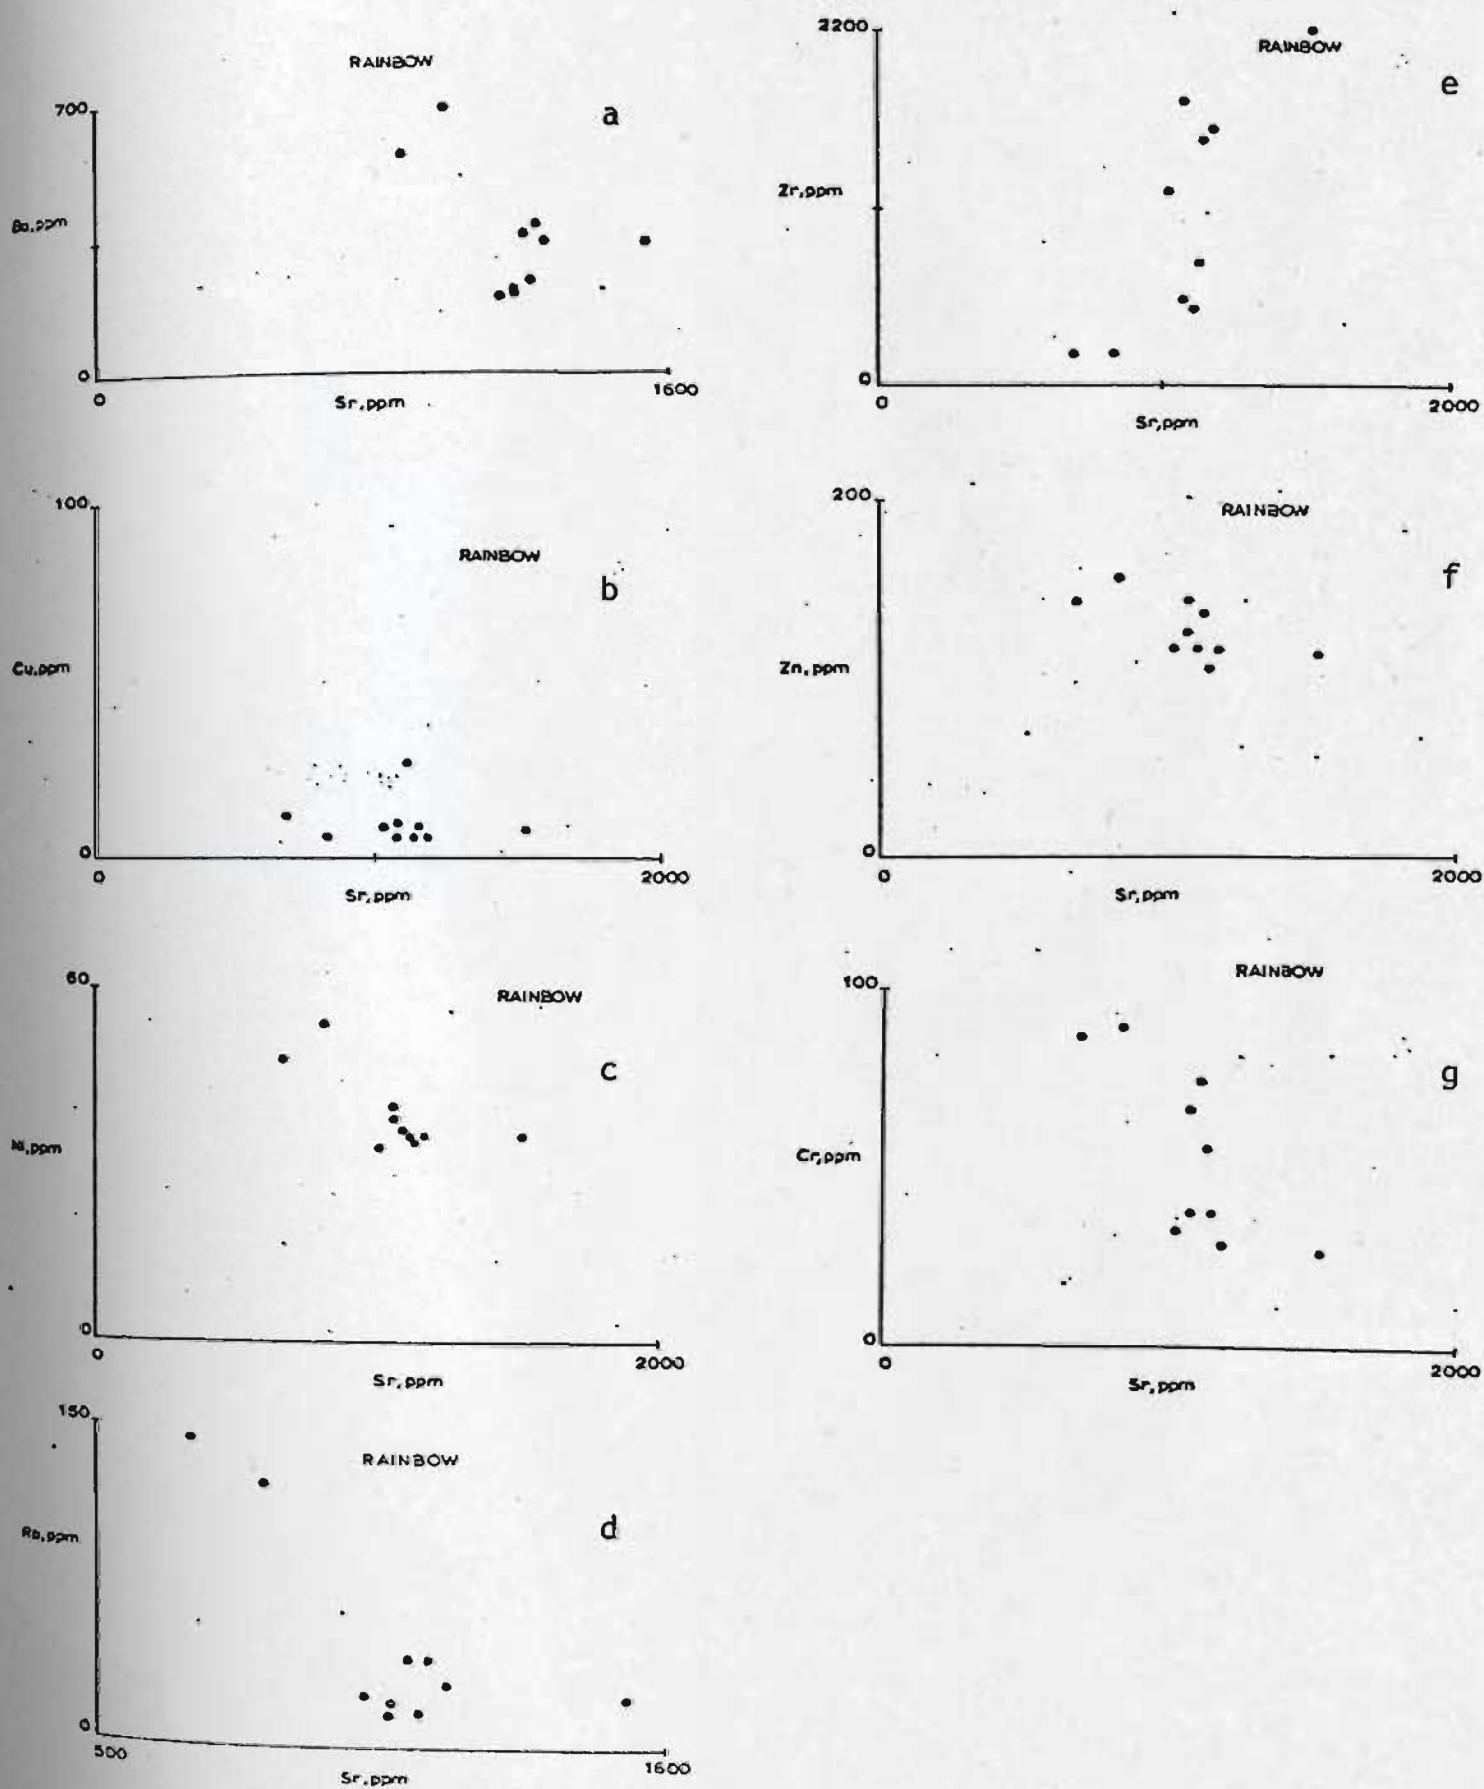 RAINBOW
a
700
Ba,ppm
0
0
1600
Sr,ppm
RAINBOW
b
100
Cu,ppm
0
0
2000
Sr,ppm
RAINBOW
c
60
Ni,ppm
0
0
2000
Sr,ppm
RAINBOW
d
150
Rb,ppm
0
500
1600
Sr,ppm
RAINBOW
e
2200
Zr,ppm
0
0
2000
Sr,ppm
RAINBOW
f
200
Zn,ppm
0
0
2000
Sr,ppm
RAINBOW
g
100
Cr,ppm
0
0
2000
Sr,ppm